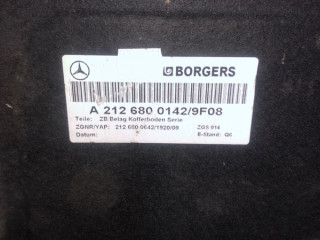 BORGERS
A 212 680 0142/9F08
Teile: ZB Belag Kofferboden Serie
ZGNR/YAP: 212 680 0642/1920/00 ZGS 014
Datum: E-Stand: Q6